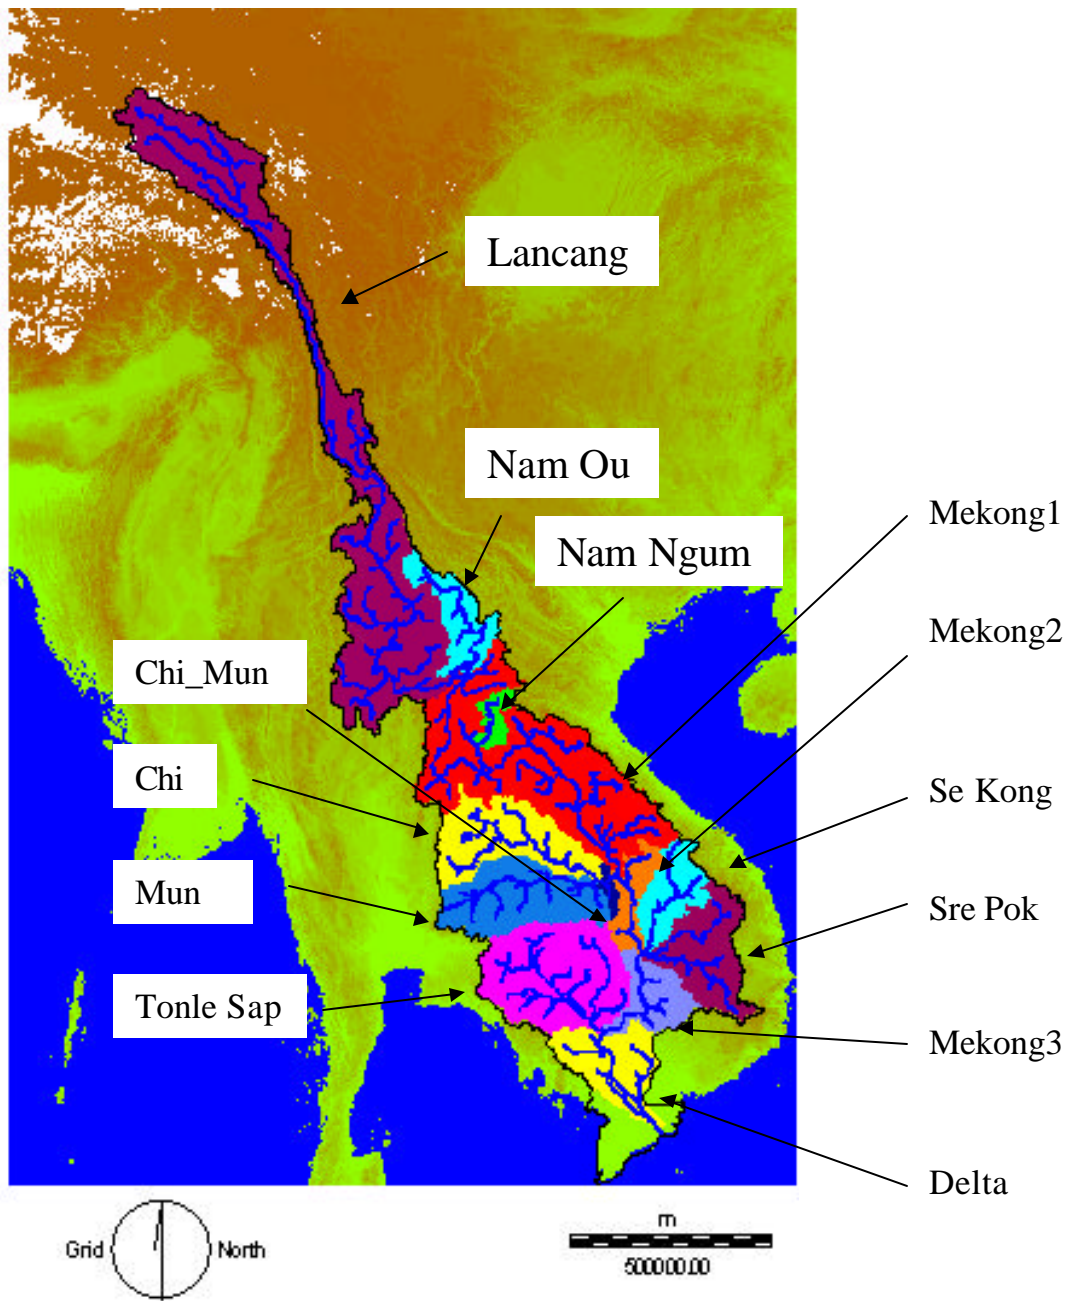 Lancang
Nam Ou
Mekong1
Nam Ngum
Mekong2
Chi_Mun
Chi
Se Kong
Mun
Sre Pok
Tonle Sap
Mekong3
Delta
m
Grid
North
500000.00